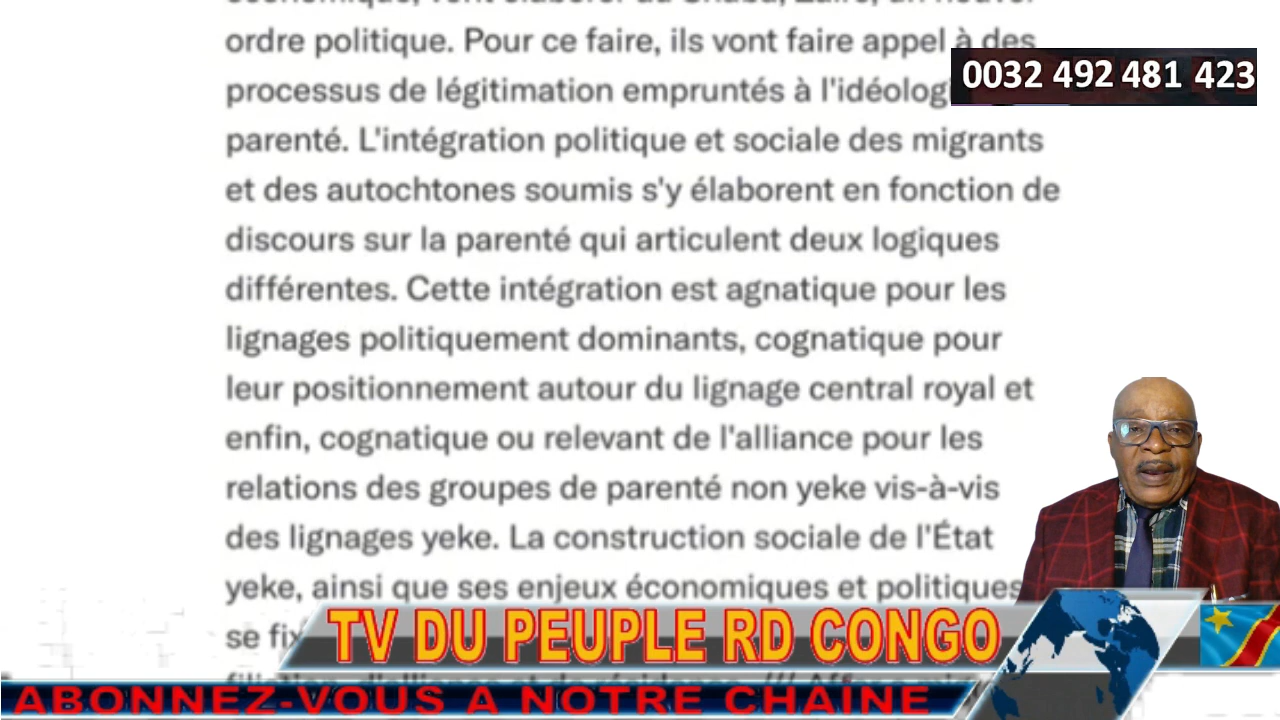 ordre politique. Pour ce faire, ils vont faire appel à des
processus de légitimation empruntés à l'idéolog
parenté. L'intégration politique et sociale des migrants
et des autochtones soumis s'y élaborent en fonction de
discours sur la parenté qui articulent deux logiques
différentes. Cette intégration est agnatique pour les
lignages politiquement dominants, cognatique pour
leur positionnement autour du lignage central royal et
enfin, cognatique ou relevant de l'alliance pour les
relations des groupes de parenté non yeke vis-à-vis
des lignages yeke. La construction sociale de l'État
yeke, ainsi que ses enjeux économiques et politiques
se
0032 492 481 423
TV DU PEUPLE RD CONGO
ABONNEZ-VOUS A NOTRE CHAINE